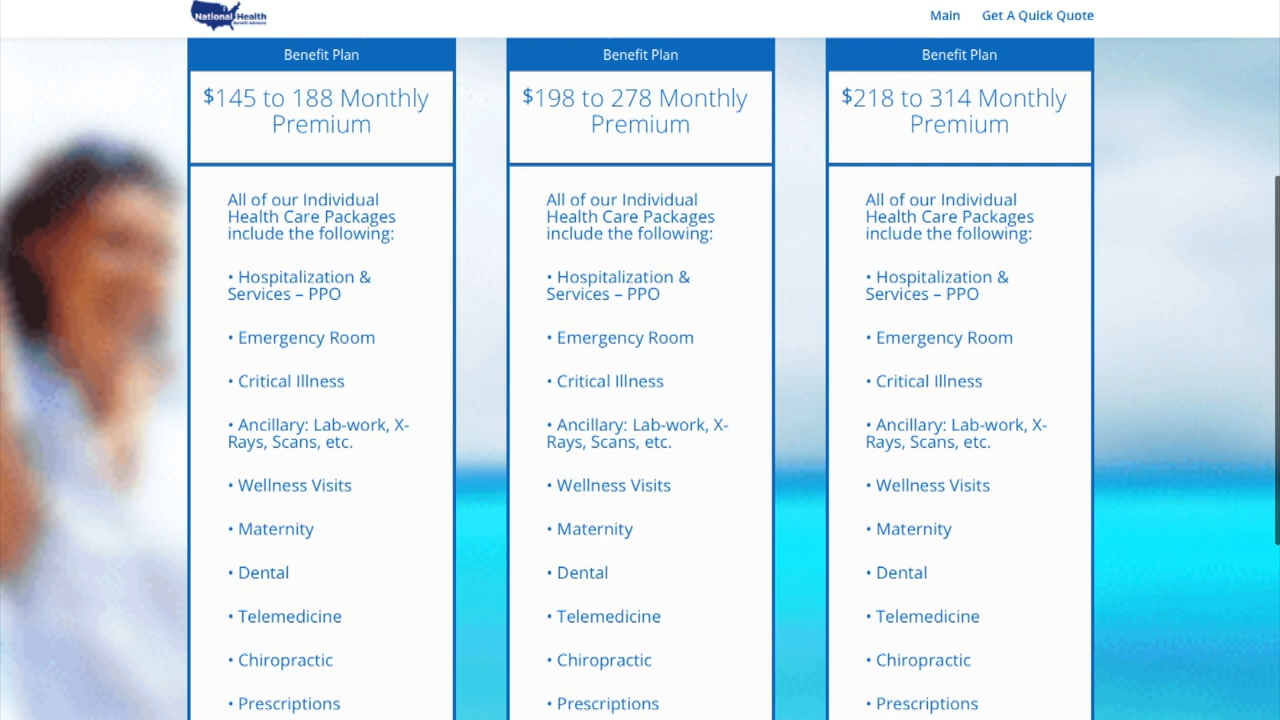 National Health
Benefit Advisors
Main
Get A Quick Quote
Benefit Plan
$145 to 188 Monthly
Premium
All of our Individual
Health Care Packages
include the following:
• Hospitalization &
Services – PPO
• Emergency Room
• Critical Illness
• Ancillary: Lab-work, X-
Rays, Scans, etc.
• Wellness Visits
• Maternity
• Dental
• Telemedicine
• Chiropractic
• Prescriptions
Benefit Plan
$198 to 278 Monthly
Premium
All of our Individual
Health Care Packages
include the following:
• Hospitalization &
Services – PPO
• Emergency Room
• Critical Illness
• Ancillary: Lab-work, X-
Rays, Scans, etc.
• Wellness Visits
• Maternity
• Dental
• Telemedicine
• Chiropractic
• Prescriptions
Benefit Plan
$218 to 314 Monthly
Premium
All of our Individual
Health Care Packages
include the following:
• Hospitalization &
Services – PPO
• Emergency Room
• Critical Illness
• Ancillary: Lab-work, X-
Rays, Scans, etc.
• Wellness Visits
• Maternity
• Dental
• Telemedicine
• Chiropractic
• Prescriptions